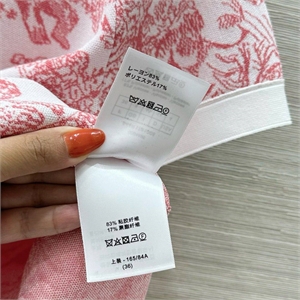 レーヨン83%
ポリエステル17%
83% 粘胶纤维
17% 聚酯纤维
上装 - 165/84A
(36)